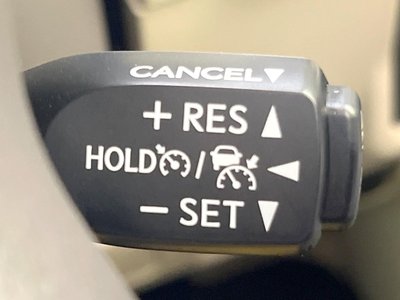 CANCEL▼
+ RES ▲
HOLD / ◀
- SET ▼